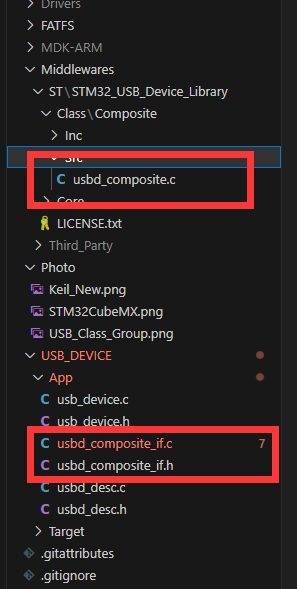 Drivers
FATFS
MDK-ARM
Middlewares
ST\STM32_USB_Device_Library
Class\Composite
Inc
Src
C usbd_composite.c
Core
LICENSE.txt
Third_Party
Photo
Keil_New.png
STM32CubeMX.png
USB_Class_Group.png
USB_DEVICE
App
C usb_device.c
C usb_device.h
C usbd_composite_if.c 7
C usbd_composite_if.h
C usbd_desc.c
C usbd_desc.h
Target
.gitattributes
.gitignore